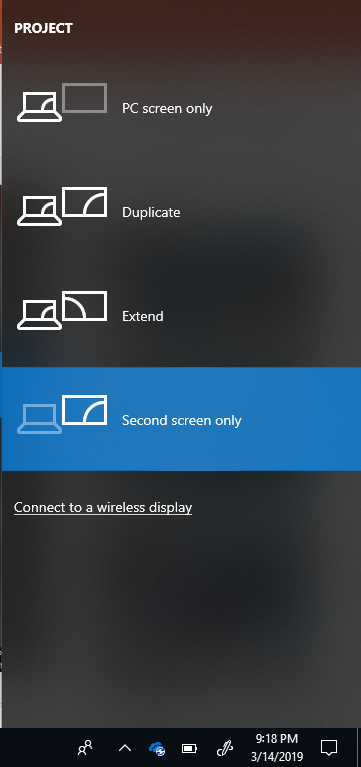 PROJECT
PC screen only
Duplicate
Extend
Second screen only
Connect to a wireless display
9:18 PM
3/14/2019